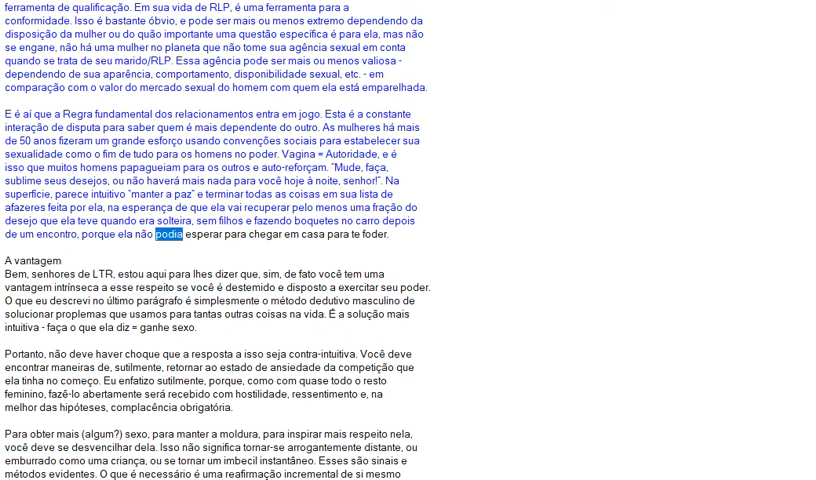 ferramenta de qualificação. Em sua vida de RLP, é uma ferramenta para a
conformidade. Isso é bastante óbvio, e pode ser mais ou menos extremo dependendo da
disposição da mulher ou do quão importante uma questão específica é para ela, mas não
se engane, não há uma mulher no planeta que não tome sua agência sexual em conta
quando se trata de seu marido/RLP. Essa agência pode ser mais ou menos valiosa -
dependendo de sua aparência, comportamento, disponibilidade sexual, etc. - em
comparação com o valor do mercado sexual do homem com quem ela está emparelhada.
E é aí que a Regra fundamental dos relacionamentos entra em jogo. Esta é a constante
interação de disputa para saber quem é mais dependente do outro. As mulheres há mais
de 50 anos fizeram um grande esforço usando convenções sociais para estabelecer sua
sexualidade como o fim de tudo para os homens no poder. Vagina = Autoridade, e é
isso que muitos homens papagueiam para os outros e auto-reforçam. "Mude, faça,
sublime seus desejos, ou não haverá mais nada para você hoje à noite, senhor!". Na
superfície, parece intuitivo "manter a paz" e terminar todas as coisas em sua lista de
afazeres feita por ela, na esperança de que ela vai recuperar pelo menos uma fração do
desejo que ela teve quando era solteira, sem filhos e fazendo boquetes no carro depois
de um encontro, porque ela não podia esperar para chegar em casa para te foder.
A vantagem
Bem, senhores de LTR, estou aqui para lhes dizer que, sim, de fato você tem uma
vantagem intrínseca a esse respeito se você é destemido e disposto a exercitar seu poder.
O que eu descrevi no último parágrafo é simplesmente o método dedutivo masculino de
solucionar proplemas que usamos para tantas outras coisas na vida. É a solução mais
intuitiva - faça o que ela diz = ganhe sexo.
Portanto, não deve haver choque que a resposta a isso seja contra-intuitiva. Você deve
encontrar maneiras de, sutilmente, retornar ao estado de ansiedade da competição que
ela tinha no começo. Eu enfatizo sutilmente, porque, como com quase todo o resto
feminino, fazê-lo abertamente será recebido com hostilidade, ressentimento e, na
melhor das hipóteses, complacência obrigatória.
Para obter mais (algum?) sexo, para manter a moldura, para inspirar mais respeito nela,
você deve se desvencilhar dela. Isso não significa tornar-se arrogantemente distante, ou
emburrado como uma criança, ou se tornar um imbecil instantâneo. Esses são sinais e
métodos evidentes. O que é necessário é uma reafirmação incremental de si mesmo